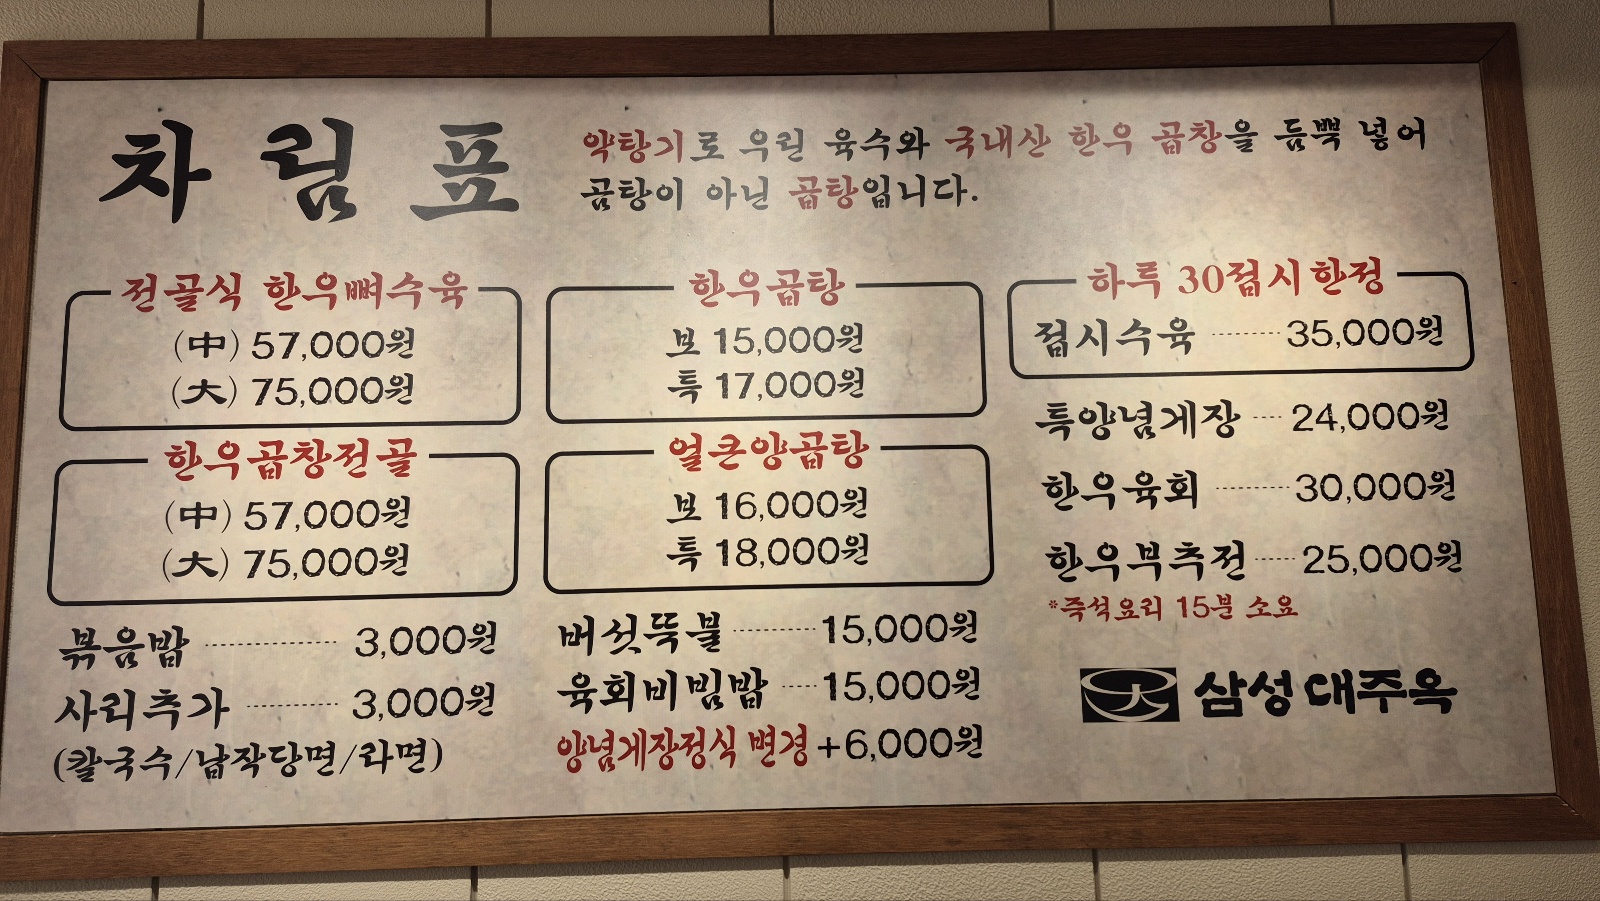 차림표
약탕기로 우린 육수와 국내산 한우 곱창을 듬뿍 넣어
곰탕이 아닌 곱탕입니다.
전골식 한우뼈수육
(中) 57,000원
(大) 75,000원
한우곱창전골
(中) 57,000원
(大) 75,000원
볶음밥 3,000원
사리추가 3,000원
(칼국수/납작당면/라면)
한우곱탕
보 15,000원
특 17,000원
얼큰양곱탕
보 16,000원
특 18,000원
버섯뚝불 15,000원
육회비빔밥 15,000원
양념게장정식 변경 +6,000원
하루 30접시 한정
접시수육 35,000원
특양념게장 24,000원
한우육회 30,000원
한우부추전 25,000원
*즉석요리 15분 소요
삼성대주옥